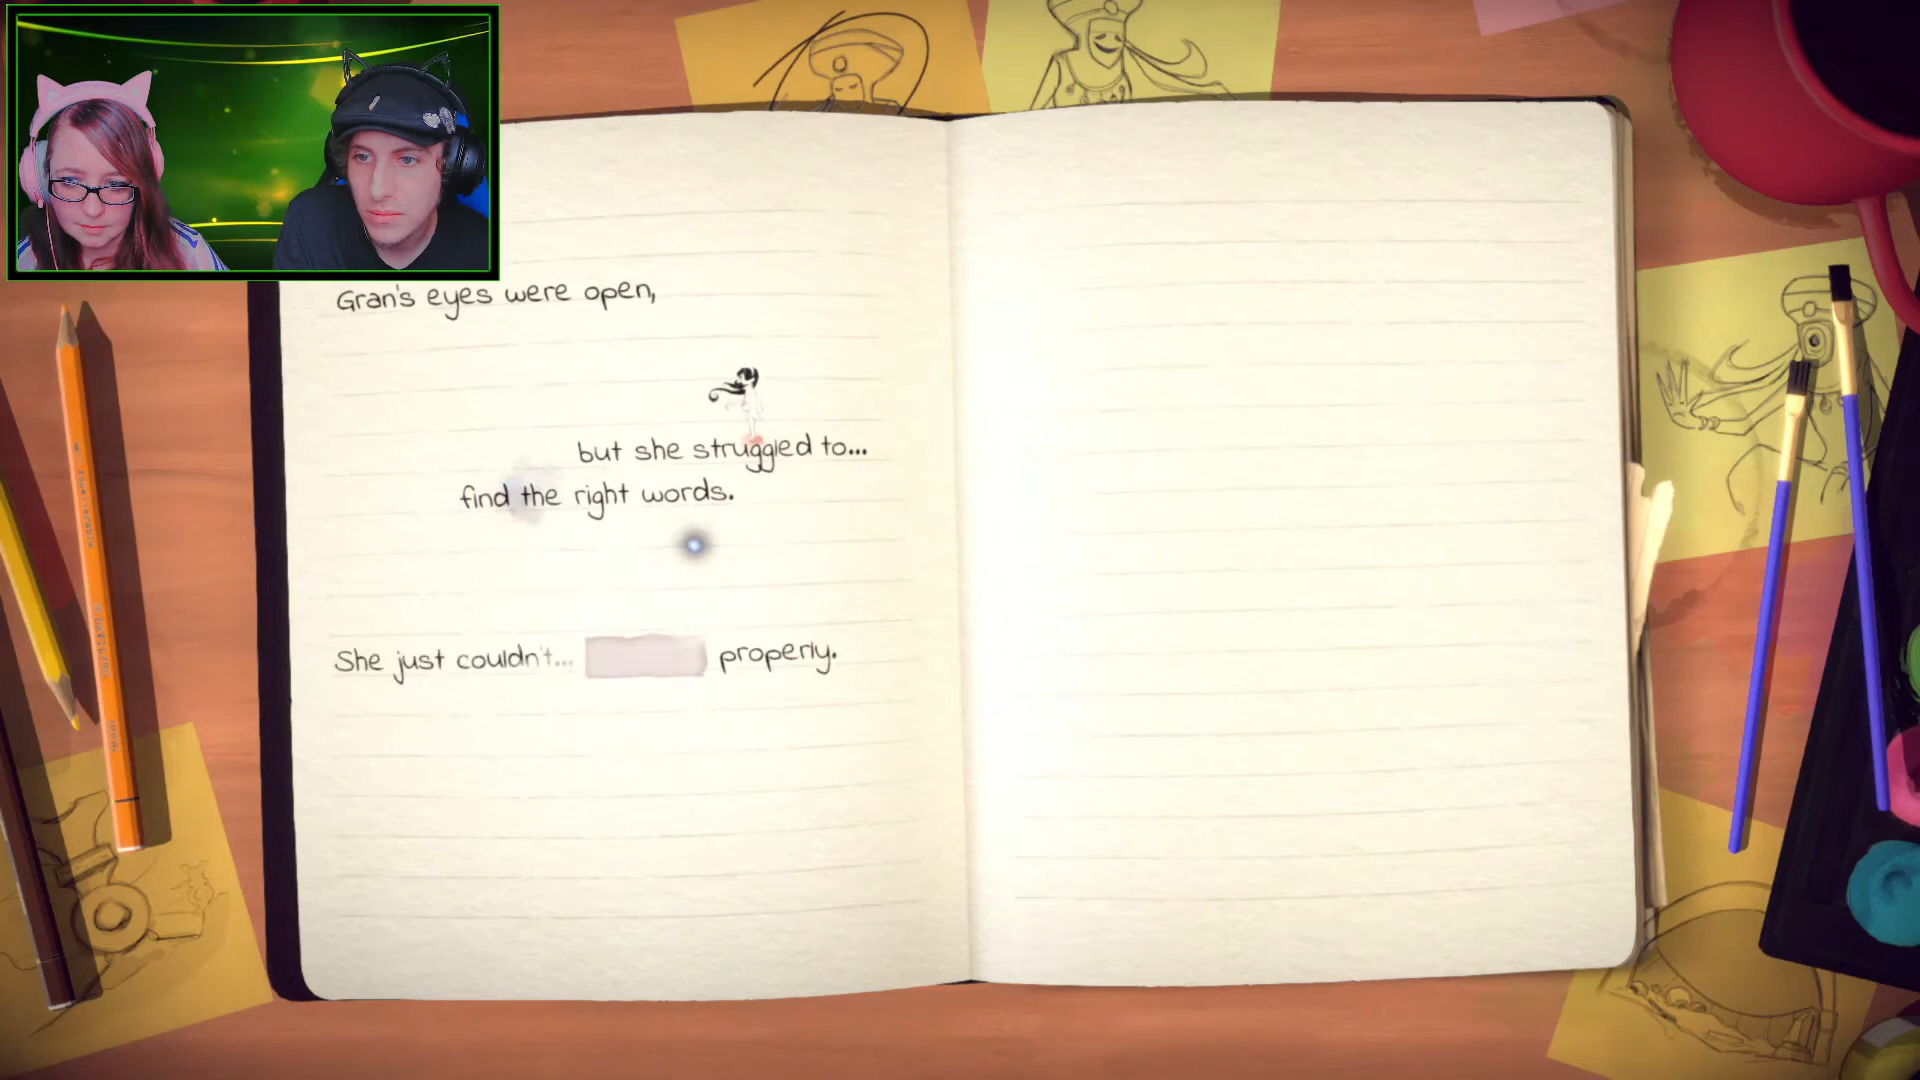 Gran's eyes were open,
but she struggled to...
find the right words.
She just couldn't... properly.